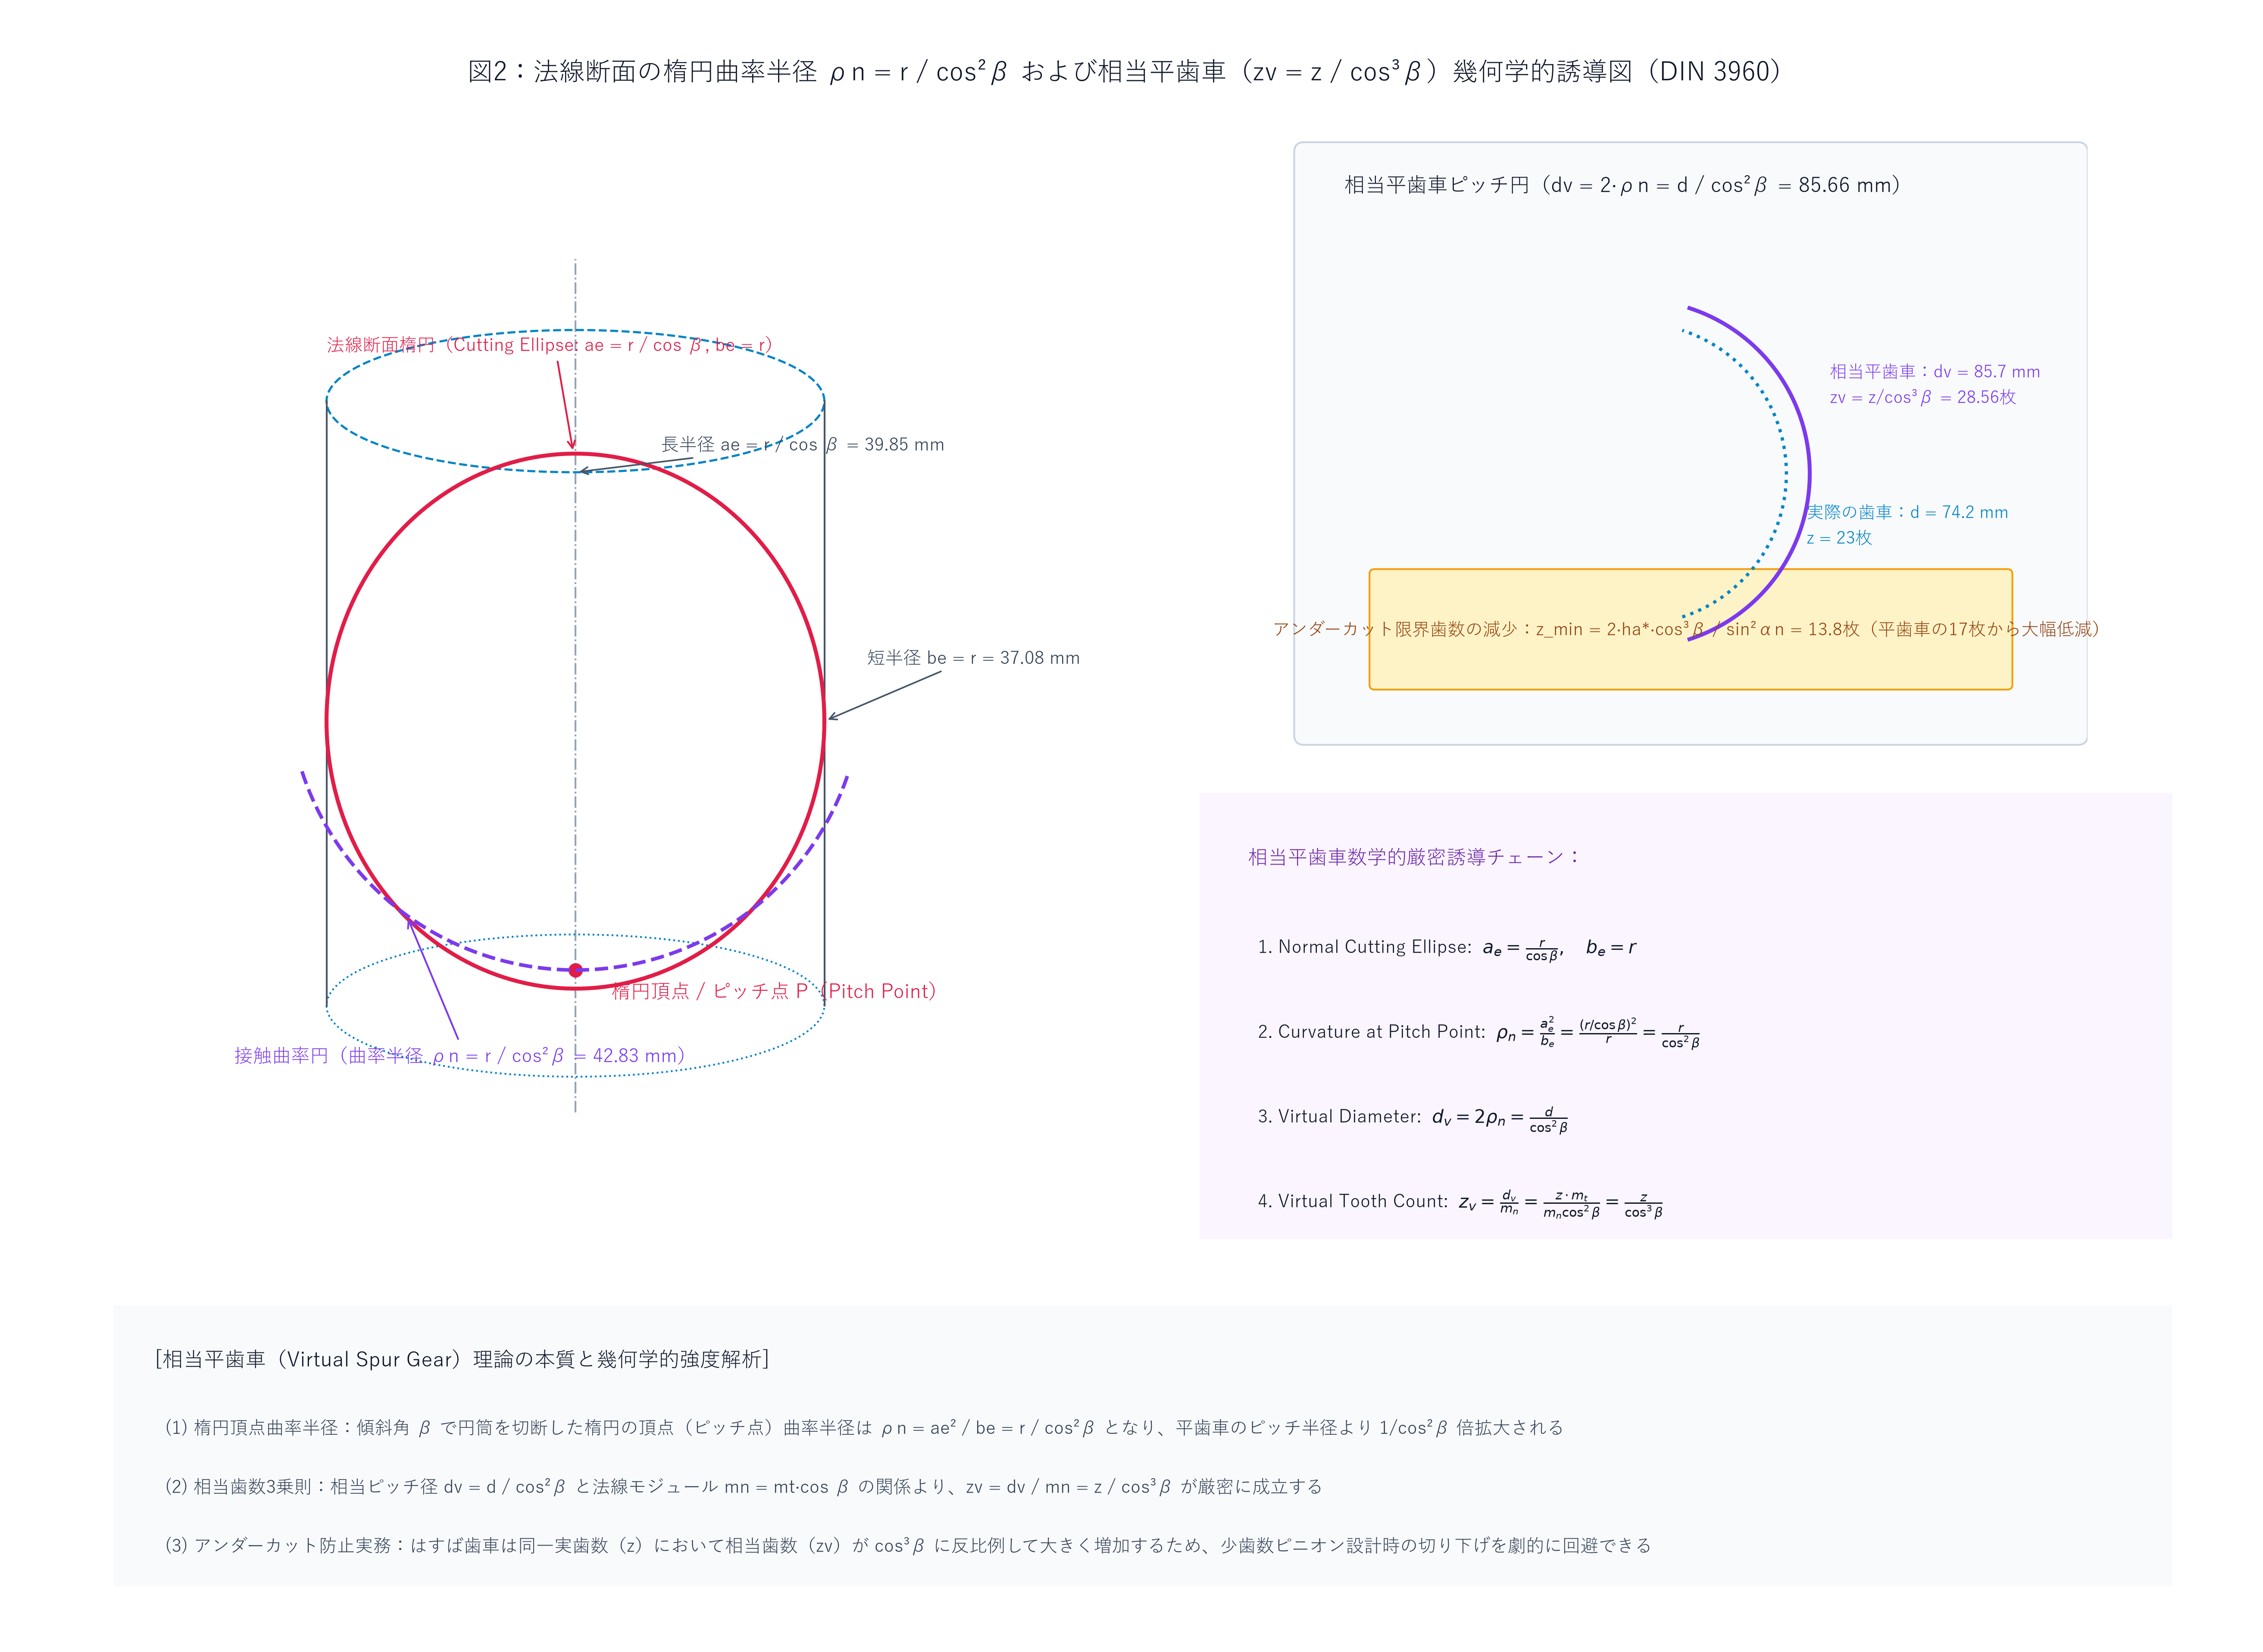 図2：法線断面の楕円曲率半径 ρn = r / cos²β および相当平歯車（zv = z / cos³β）幾何学的誘導図（DIN 3960）
法線断面楕円（Cutting Ellipse: ae = r / cos β, be = r）
長半径 ae = r / cos β = 39.85 mm
短半径 be = r = 37.08 mm
楕円頂点 / ピッチ点 P（Pitch Point）
接触曲率円（曲率半径 ρn = r / cos²β = 42.83 mm）
相当平歯車ピッチ円（dv = 2·ρn = d / cos²β = 85.66 mm）
相当平歯車：dv = 85.7 mm
zv = z/cos³β = 28.56枚
実際の歯車：d = 74.2 mm
z = 23枚
アンダーカット限界歯数の減少：z_min = 2·ha*·cos³β / sin²αn = 13.8枚（平歯車の17枚から大幅低減）
相当平歯車数学的厳密誘導チェーン：
1. Normal Cutting Ellipse: a_e = r/cosβ, b_e = r
2. Curvature at Pitch Point: ρ_n = a_e²/b_e = (r/cosβ)²/r = r/cos²β
3. Virtual Diameter: d_v = 2ρ_n = d/cos²β
4. Virtual Tooth Count: z_v = d_v/m_n = z·m_t/m_n cos²β = z/cos³β
[相当平歯車（Virtual Spur Gear）理論の本質と幾何学的強度解析]
(1) 楕円頂点曲率半径：傾斜角 β で円筒を切断した楕円の頂点（ピッチ点）曲率半径は ρn = ae² / be = r / cos²β となり、平歯車のピッチ半径より 1/cos²β 倍拡大される
(2) 相当歯数3乗則：相当ピッチ径 dv = d / cos²β と法線モジュール mn = mt·cos β の関係より、zv = dv / mn = z / cos³β が厳密に成立する
(3) アンダーカット防止実務：はすば歯車は同一実歯数（z）において相当歯数（zv）が cos³β に反比例して大きく増加するため、少歯数ピニオン設計時の切り下げを劇的に回避できる